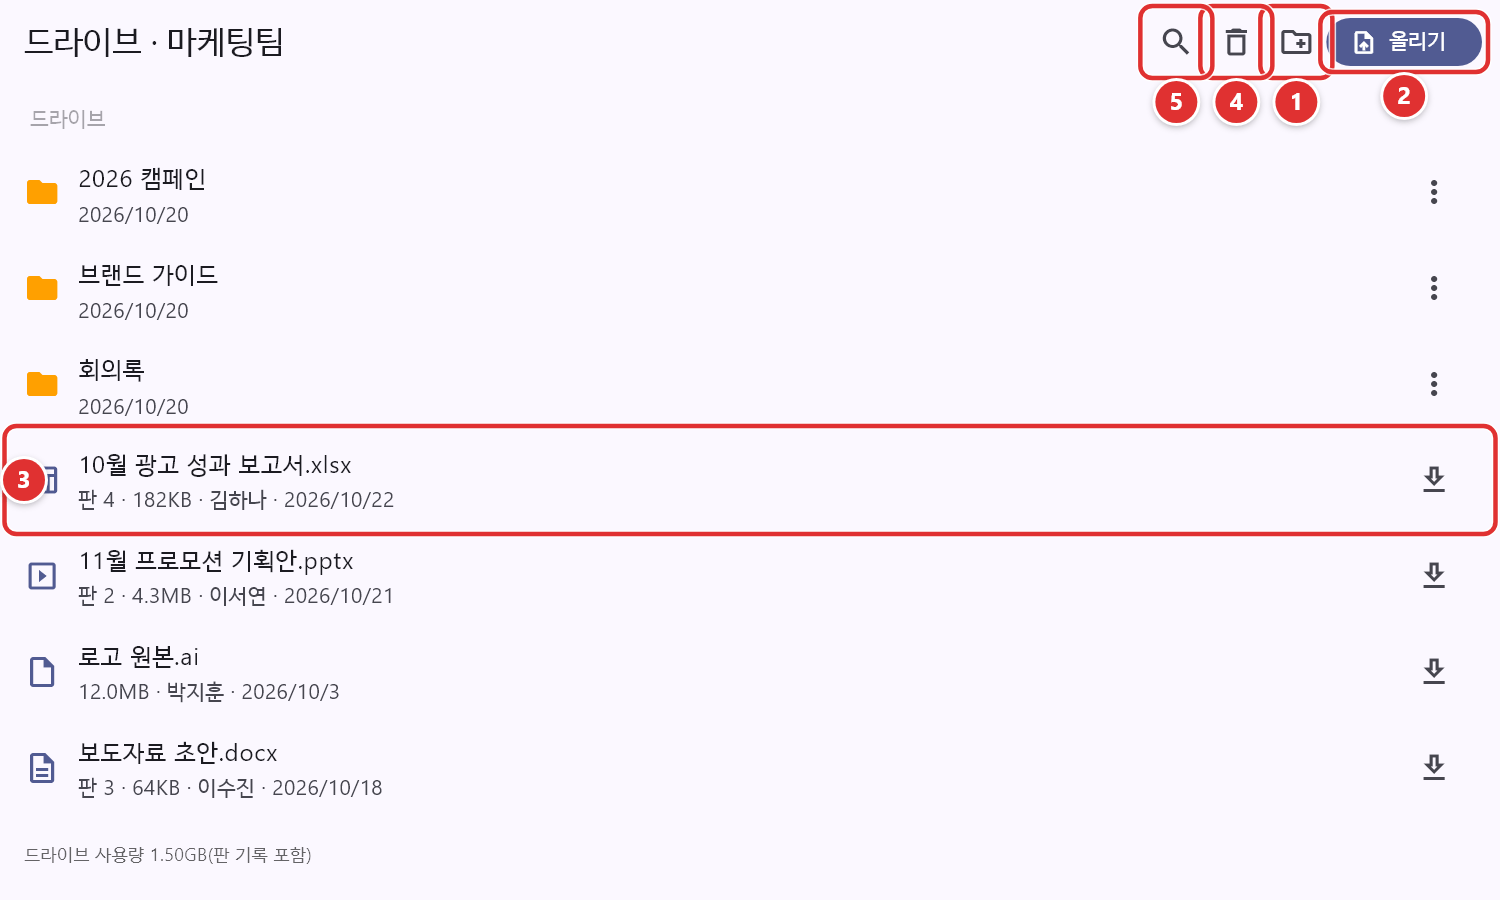 드라이브 · 마케팅팀
올리기
5
4
1
2
드라이브
2026 캠페인
2026/10/20
브랜드 가이드
2026/10/20
회의록
2026/10/20
3
10월 광고 성과 보고서.xlsx
판 4 · 182KB · 김하나 · 2026/10/22
11월 프로모션 기획안.pptx
판 2 · 4.3MB · 이서연 · 2026/10/21
로고 원본.ai
12.0MB · 박지훈 · 2026/10/3
보도자료 초안.docx
판 3 · 64KB · 이수진 · 2026/10/18
드라이브 사용량 1.50GB(판 기록 포함)